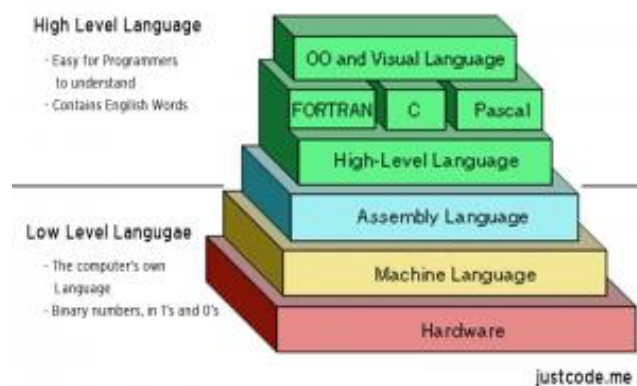 High Level Language
- Easy for Programmers
to understand
- Contains English Words
OO and Visual Language
FORTRAN
C
Pascal
High-Level Language
Assembly Language
Low Level Langugae
- The computer's own
Language
- Binary numbers, in 1's and 0's
Machine Language
Hardware
justcode.me